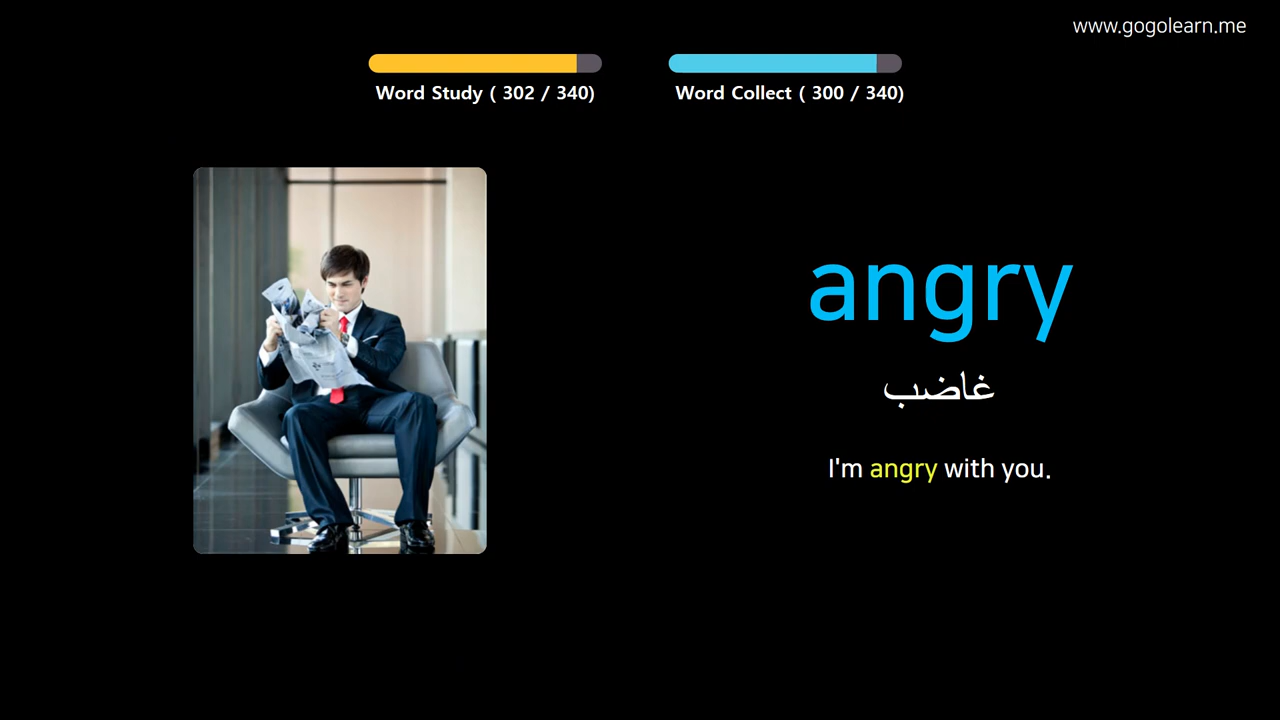 www.gogolearn.me
Word Study ( 302 / 340)
Word Collect ( 300 / 340)
angry
غاضب
I'm angry with you.